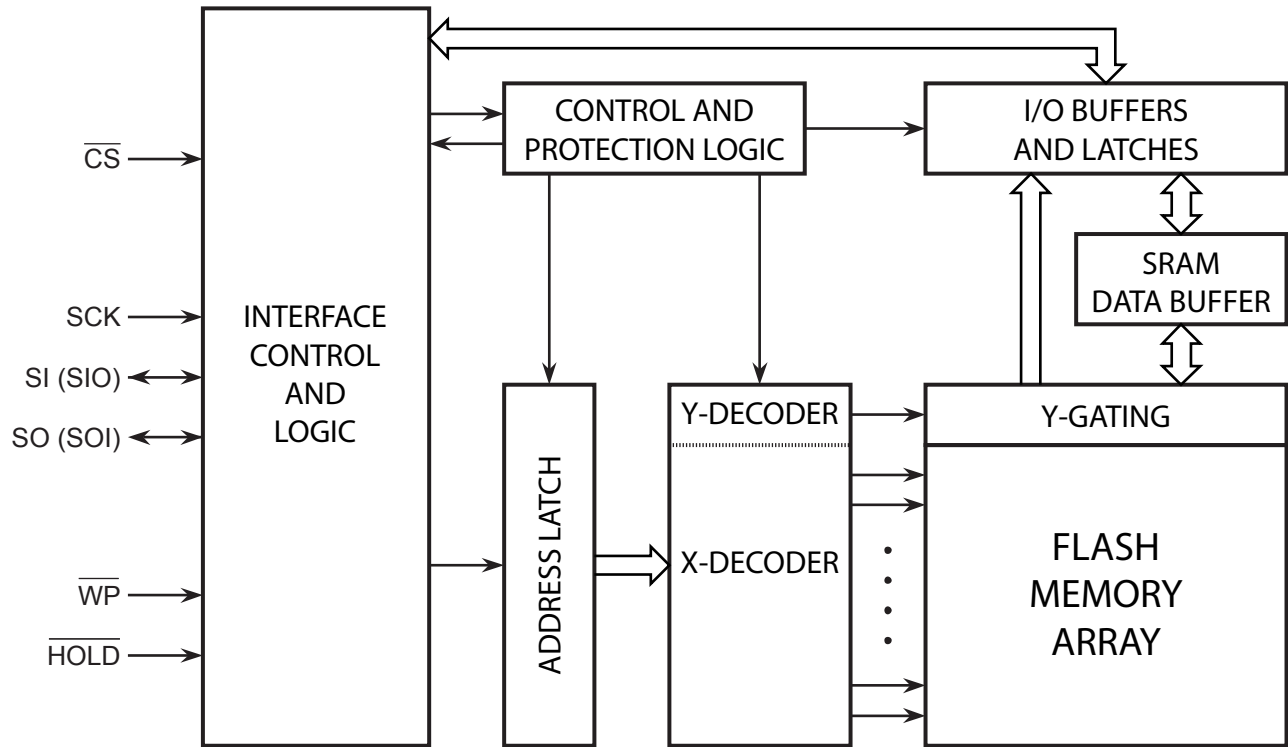 CS
SCK
SI (SIO)
SO (SOI)
WP
HOLD
INTERFACE
CONTROL
AND
LOGIC
CONTROL AND
PROTECTION LOGIC
I/O BUFFERS
AND LATCHES
SRAM
DATA BUFFER
ADDRESS LATCH
Y-DECODER
X-DECODER
Y-GATING
FLASH
MEMORY
ARRAY